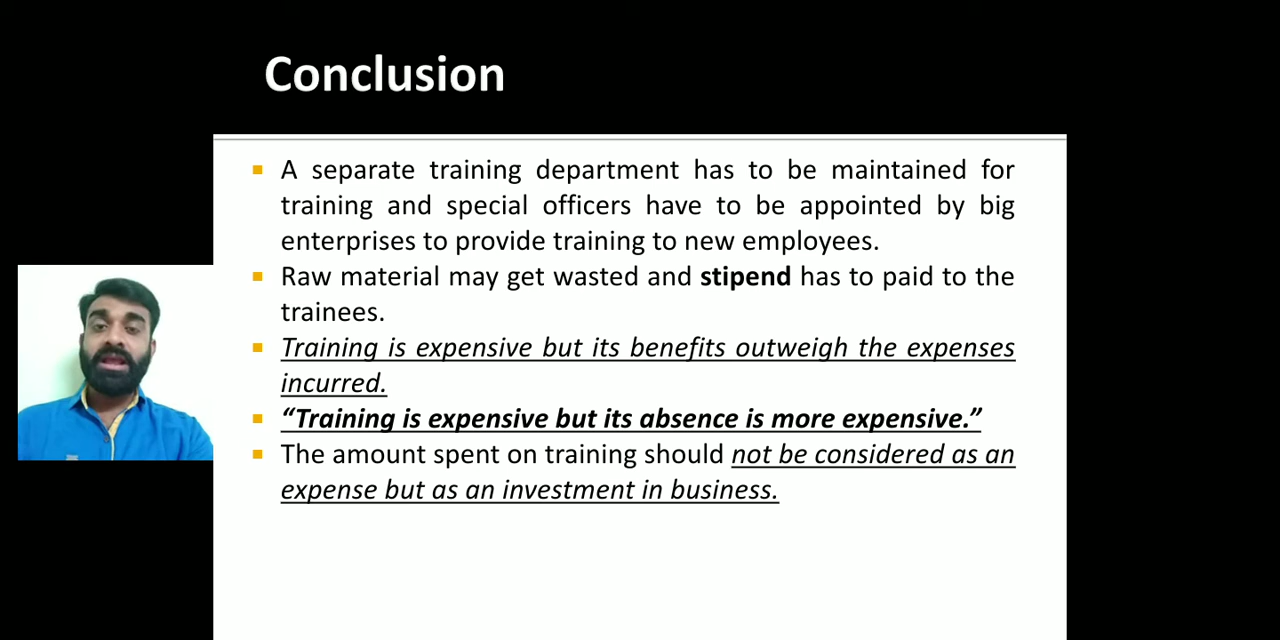 Conclusion
A separate training department has to be maintained for
training and special officers have to be appointed by big
enterprises to provide training to new employees.
Raw material may get wasted and stipend has to paid to the
trainees.
Training is expensive but its benefits outweigh the expenses
incurred.
“Training is expensive but its absence is more expensive.”
The amount spent on training should not be considered as an
expense but as an investment in business.